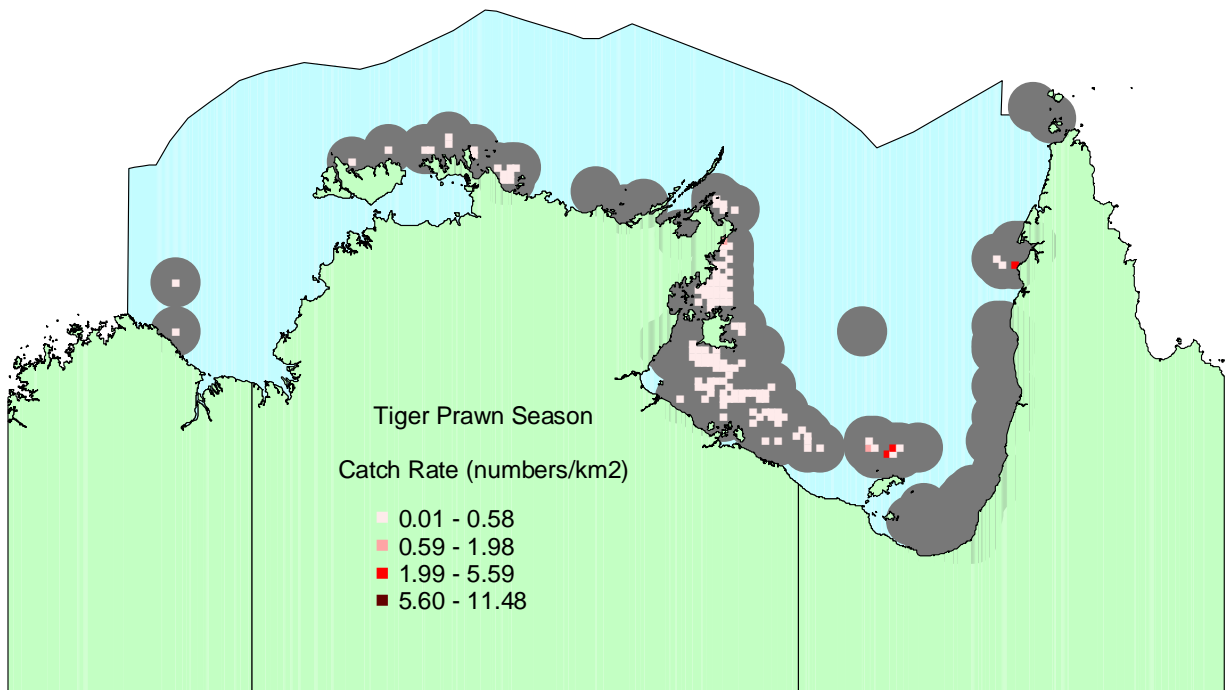 Tiger Prawn Season
Catch Rate (numbers/km2)
0.01 - 0.58
0.59 - 1.98
1.99 - 5.59
5.60 - 11.48